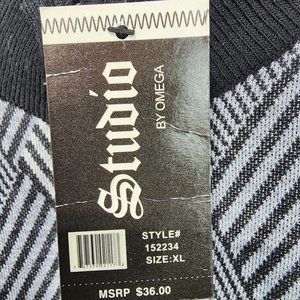 Studio
BY OMEGA
STYLE#
152234
SIZE:XL
MSRP $36.00